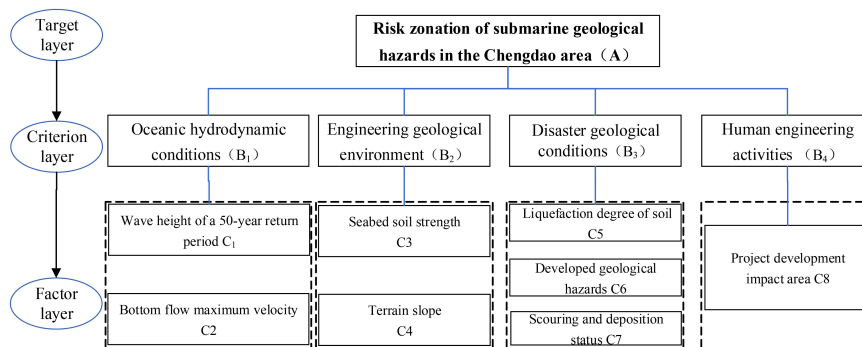 Target
layer
Risk zonation of submarine geological
hazards in the Chengdao area（A）
Criterion
layer
Oceanic hydrodynamic
conditions（B₁）
Engineering geological
environment（B₂）
Disaster geological
conditions（B₃）
Human engineering
activities （B₄）
Factor
layer
Wave height of a 50-year return
period C₁
Bottom flow maximum velocity
C2
Seabed soil strength
C3
Terrain slope
C4
Liquefaction degree of soil
C5
Developed geological
hazards C6
Scouring and deposition
status C7
Project development
impact area C8